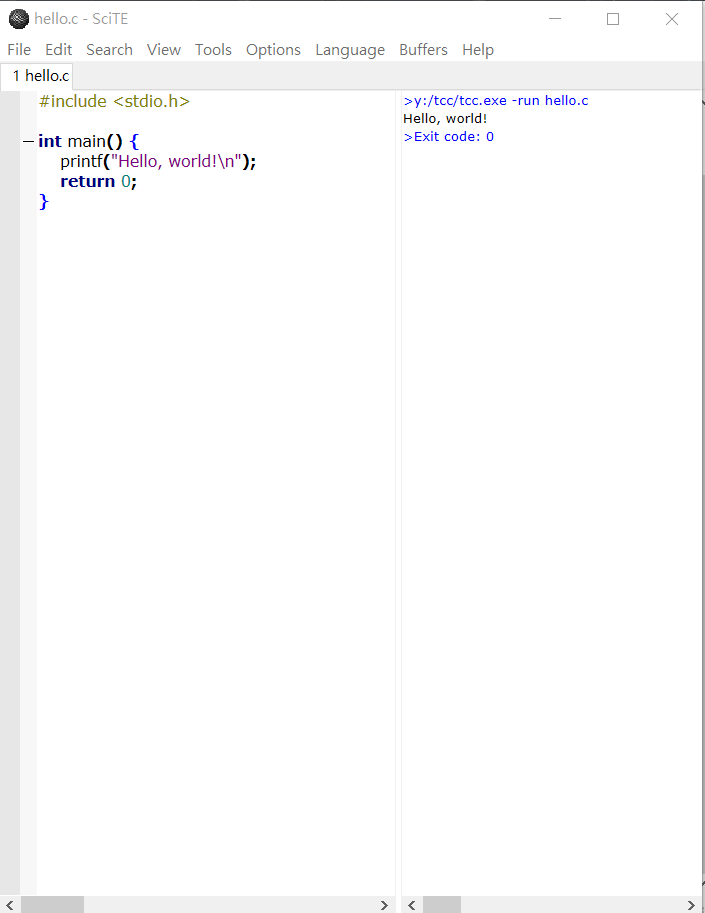 hello.c - SciTE
File Edit Search View Tools Options Language Buffers Help
1 hello.c
#include <stdio.h>
int main() {
    printf("Hello, world!\n");
    return 0;
}
>y:/tcc/tcc.exe -run hello.c
Hello, world!
>Exit code: 0